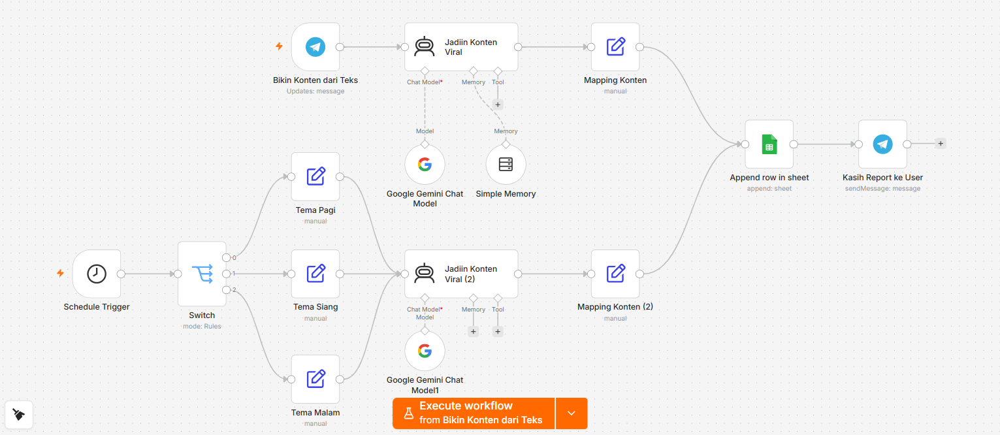 Bikin Konten dari Teks
Updates: message
Jadiin Konten
Viral
Chat Model*
Memory
Tool
Mapping Konten
manual
Model
Memory
Google Gemini Chat
Model
Simple Memory
Append row in sheet
append: sheet
Kasih Report ke User
sendMessage: message
Tema Pagi
manual
Schedule Trigger
Switch
mode: Rules
0
1
2
Tema Siang
manual
Jadiin Konten
Viral (2)
Chat Model*
Model
Memory
Tool
Mapping Konten (2)
manual
Google Gemini Chat
Model1
Tema Malam
manual
Execute workflow
from Bikin Konten dari Teks